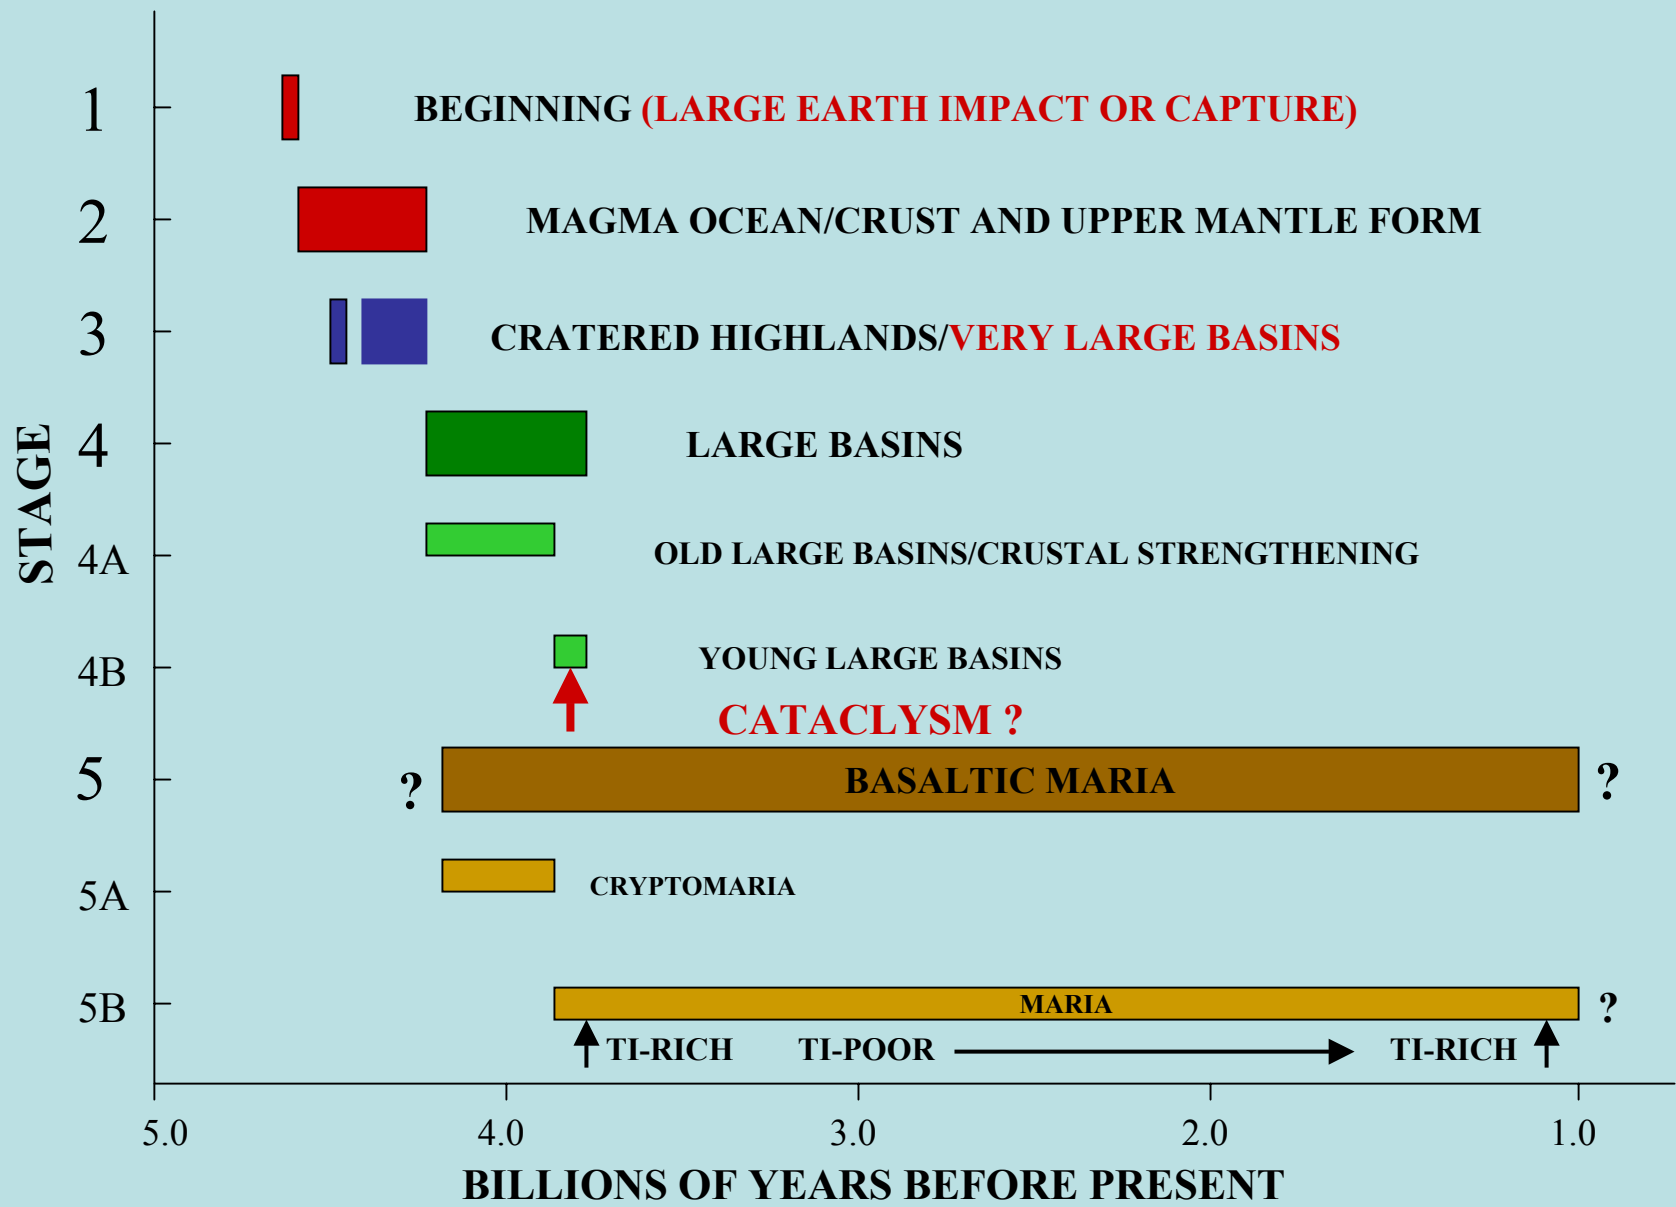 1
BEGINNING (LARGE EARTH IMPACT OR CAPTURE)
2
MAGMA OCEAN/CRUST AND UPPER MANTLE FORM
3
CRATERED HIGHLANDS/VERY LARGE BASINS
STAGE
4
LARGE BASINS
4A
OLD LARGE BASINS/CRUSTAL STRENGTHENING
4B
YOUNG LARGE BASINS
CATACLYSM ?
5
? BASALTIC MARIA ?
5A
CRYPTOMARIA
5B
MARIA ?
TI-RICH TI-POOR TI-RICH
5.0 4.0 3.0 2.0 1.0
BILLIONS OF YEARS BEFORE PRESENT